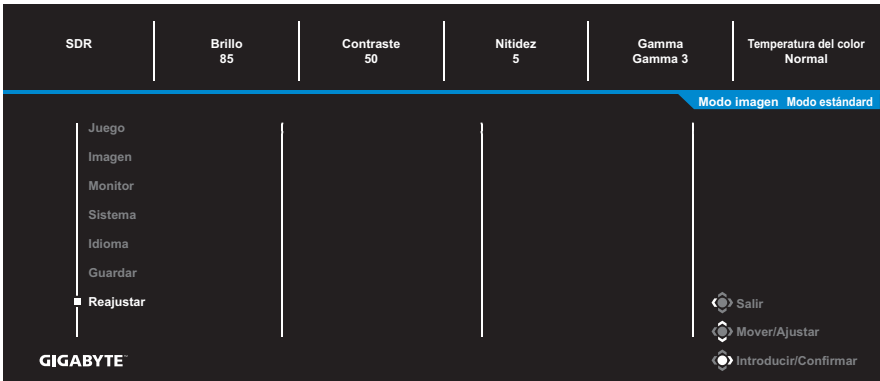 SDR
Brillo
85
Contraste
50
Nitidez
5
Gamma
Gamma 3
Temperatura del color
Normal
Modo imagen Modo estándard
Juego
Imagen
Monitor
Sistema
Idioma
Guardar
Reajustar
Salir
Mover/Ajustar
Introducir/Confirmar
GIGABYTE™